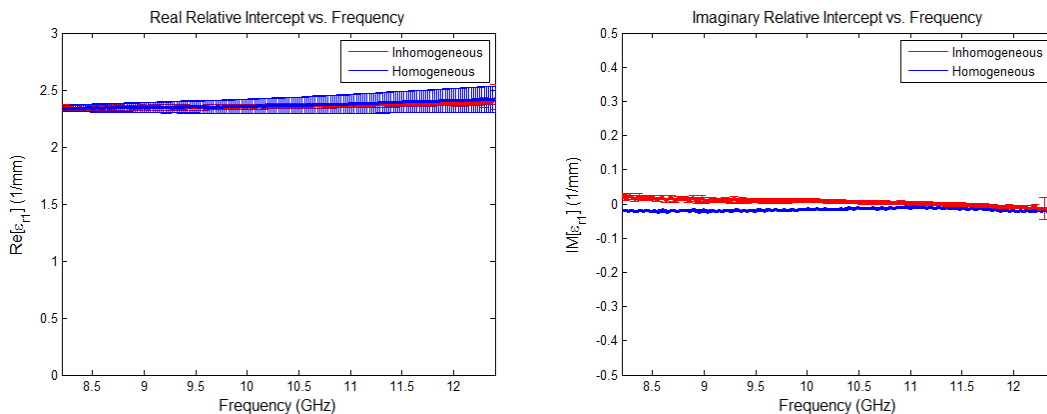 Real Relative Intercept vs. Frequency
3
2.5
2
1.5
1
0.5
0
Re[εr1] (1/mm)
Inhomogeneous
Homogeneous
8.5 9 9.5 10 10.5 11 11.5 12
Frequency (GHz)
Imaginary Relative Intercept vs. Frequency
0.5
0.4
0.3
0.2
0.1
0
-0.1
-0.2
-0.3
-0.4
-0.5
IM[εr1] (1/mm)
Inhomogeneous
Homogeneous
8.5 9 9.5 10 10.5 11 11.5 12
Frequency (GHz)